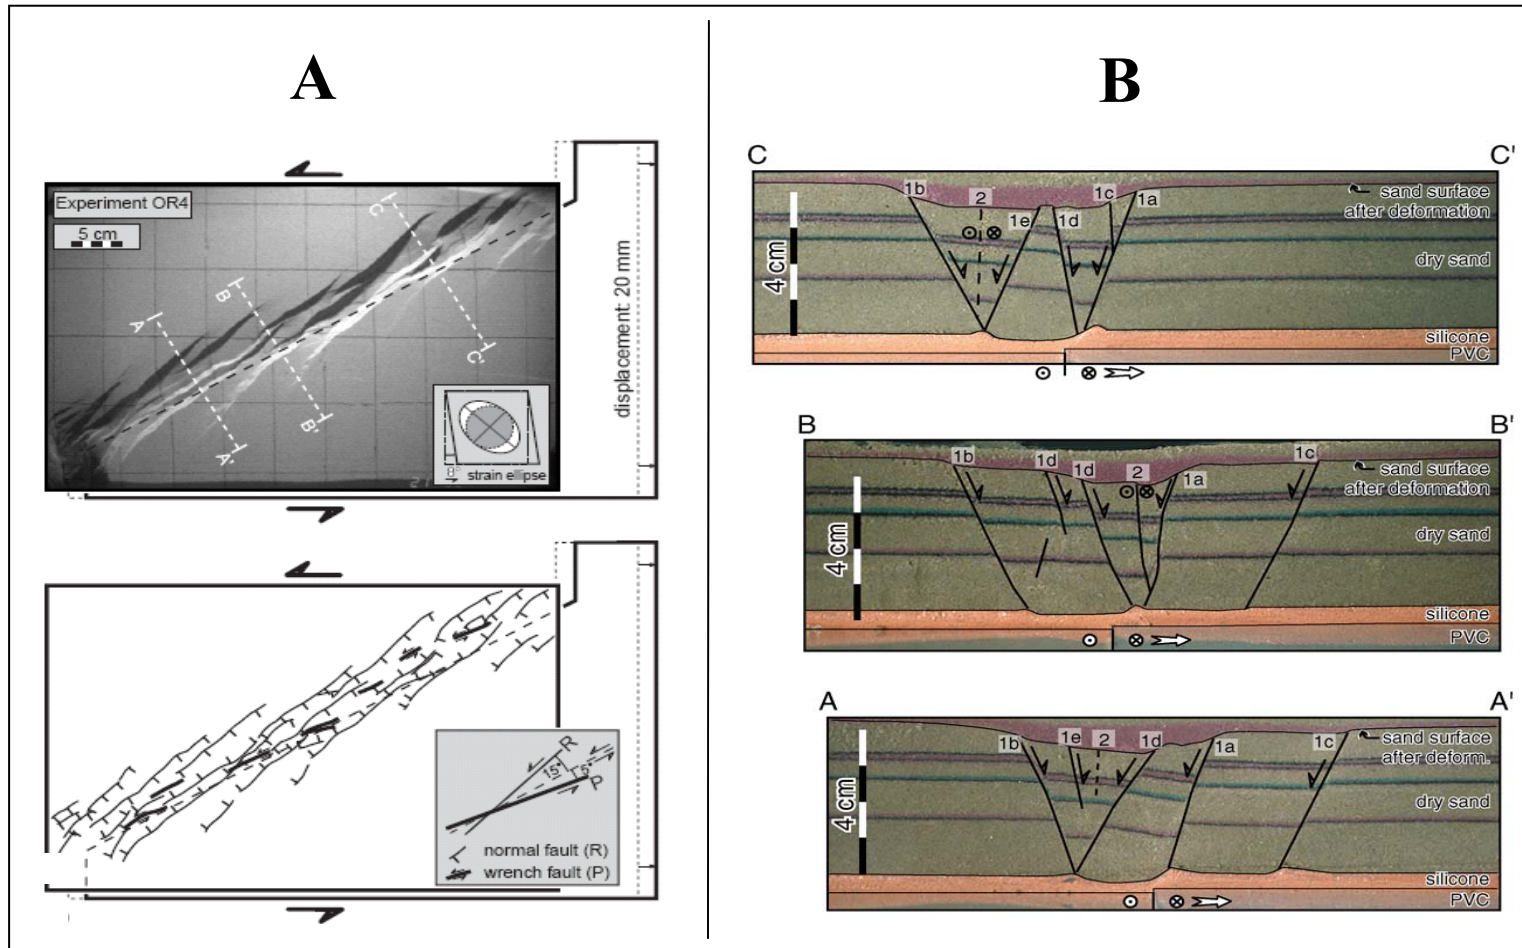 A
Experiment OR4
5 cm
C
C'
B
B'
A
A'
8°
strain ellipse
displacement: 20 mm
R
15°
5°
P
normal fault (R)
wrench fault (P)
B
C
C'
1b
2
1c
1a
1e
1d
sand surface
after deformation
4 cm
dry sand
silicone
PVC
B
B'
1b
1d
1d
2
1a
1c
sand surface
after deformation
4 cm
dry sand
silicone
PVC
A
A'
1b
1e
2
1d
1a
1c
sand surface
after deform.
4 cm
dry sand
silicone
PVC